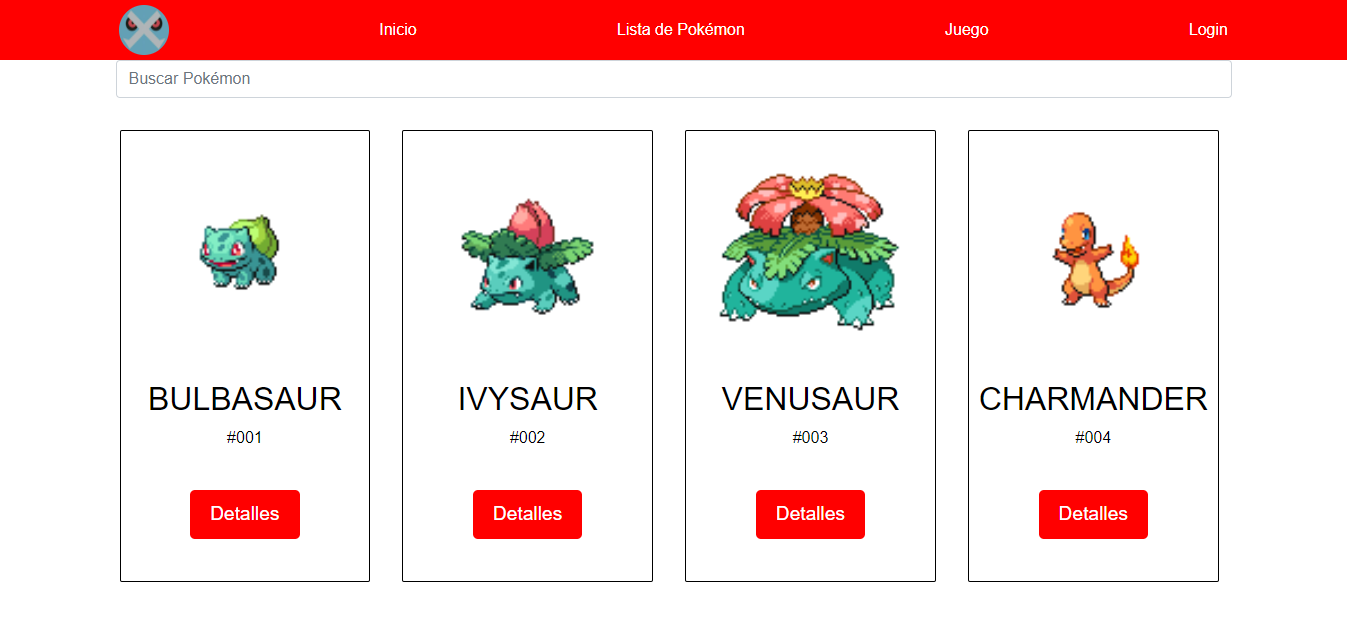 Inicio Lista de Pokémon Juego Login
Buscar Pokémon
BULBASAUR IVYSAUR VENUSAUR CHARMANDER
#001 #002 #003 #004
Detalles Detalles Detalles Detalles